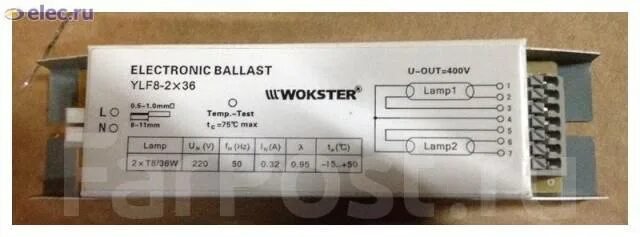 elec.ru
ELECTRONIC BALLAST
YLF8-2×36
WOKSTER®
U-OUT=400V
L
N
0.5-1.0mm□
8-11mm
Temp.-Test
tc=75℃ max
Lamp1
Lamp2
1
2
3
4
5
6
7
Lamp UN(V) fN(Hz) IN(A) λ ta(℃)
2×T8/36W 220 50 0.32 0.95 -15...+50
FarPost.ru